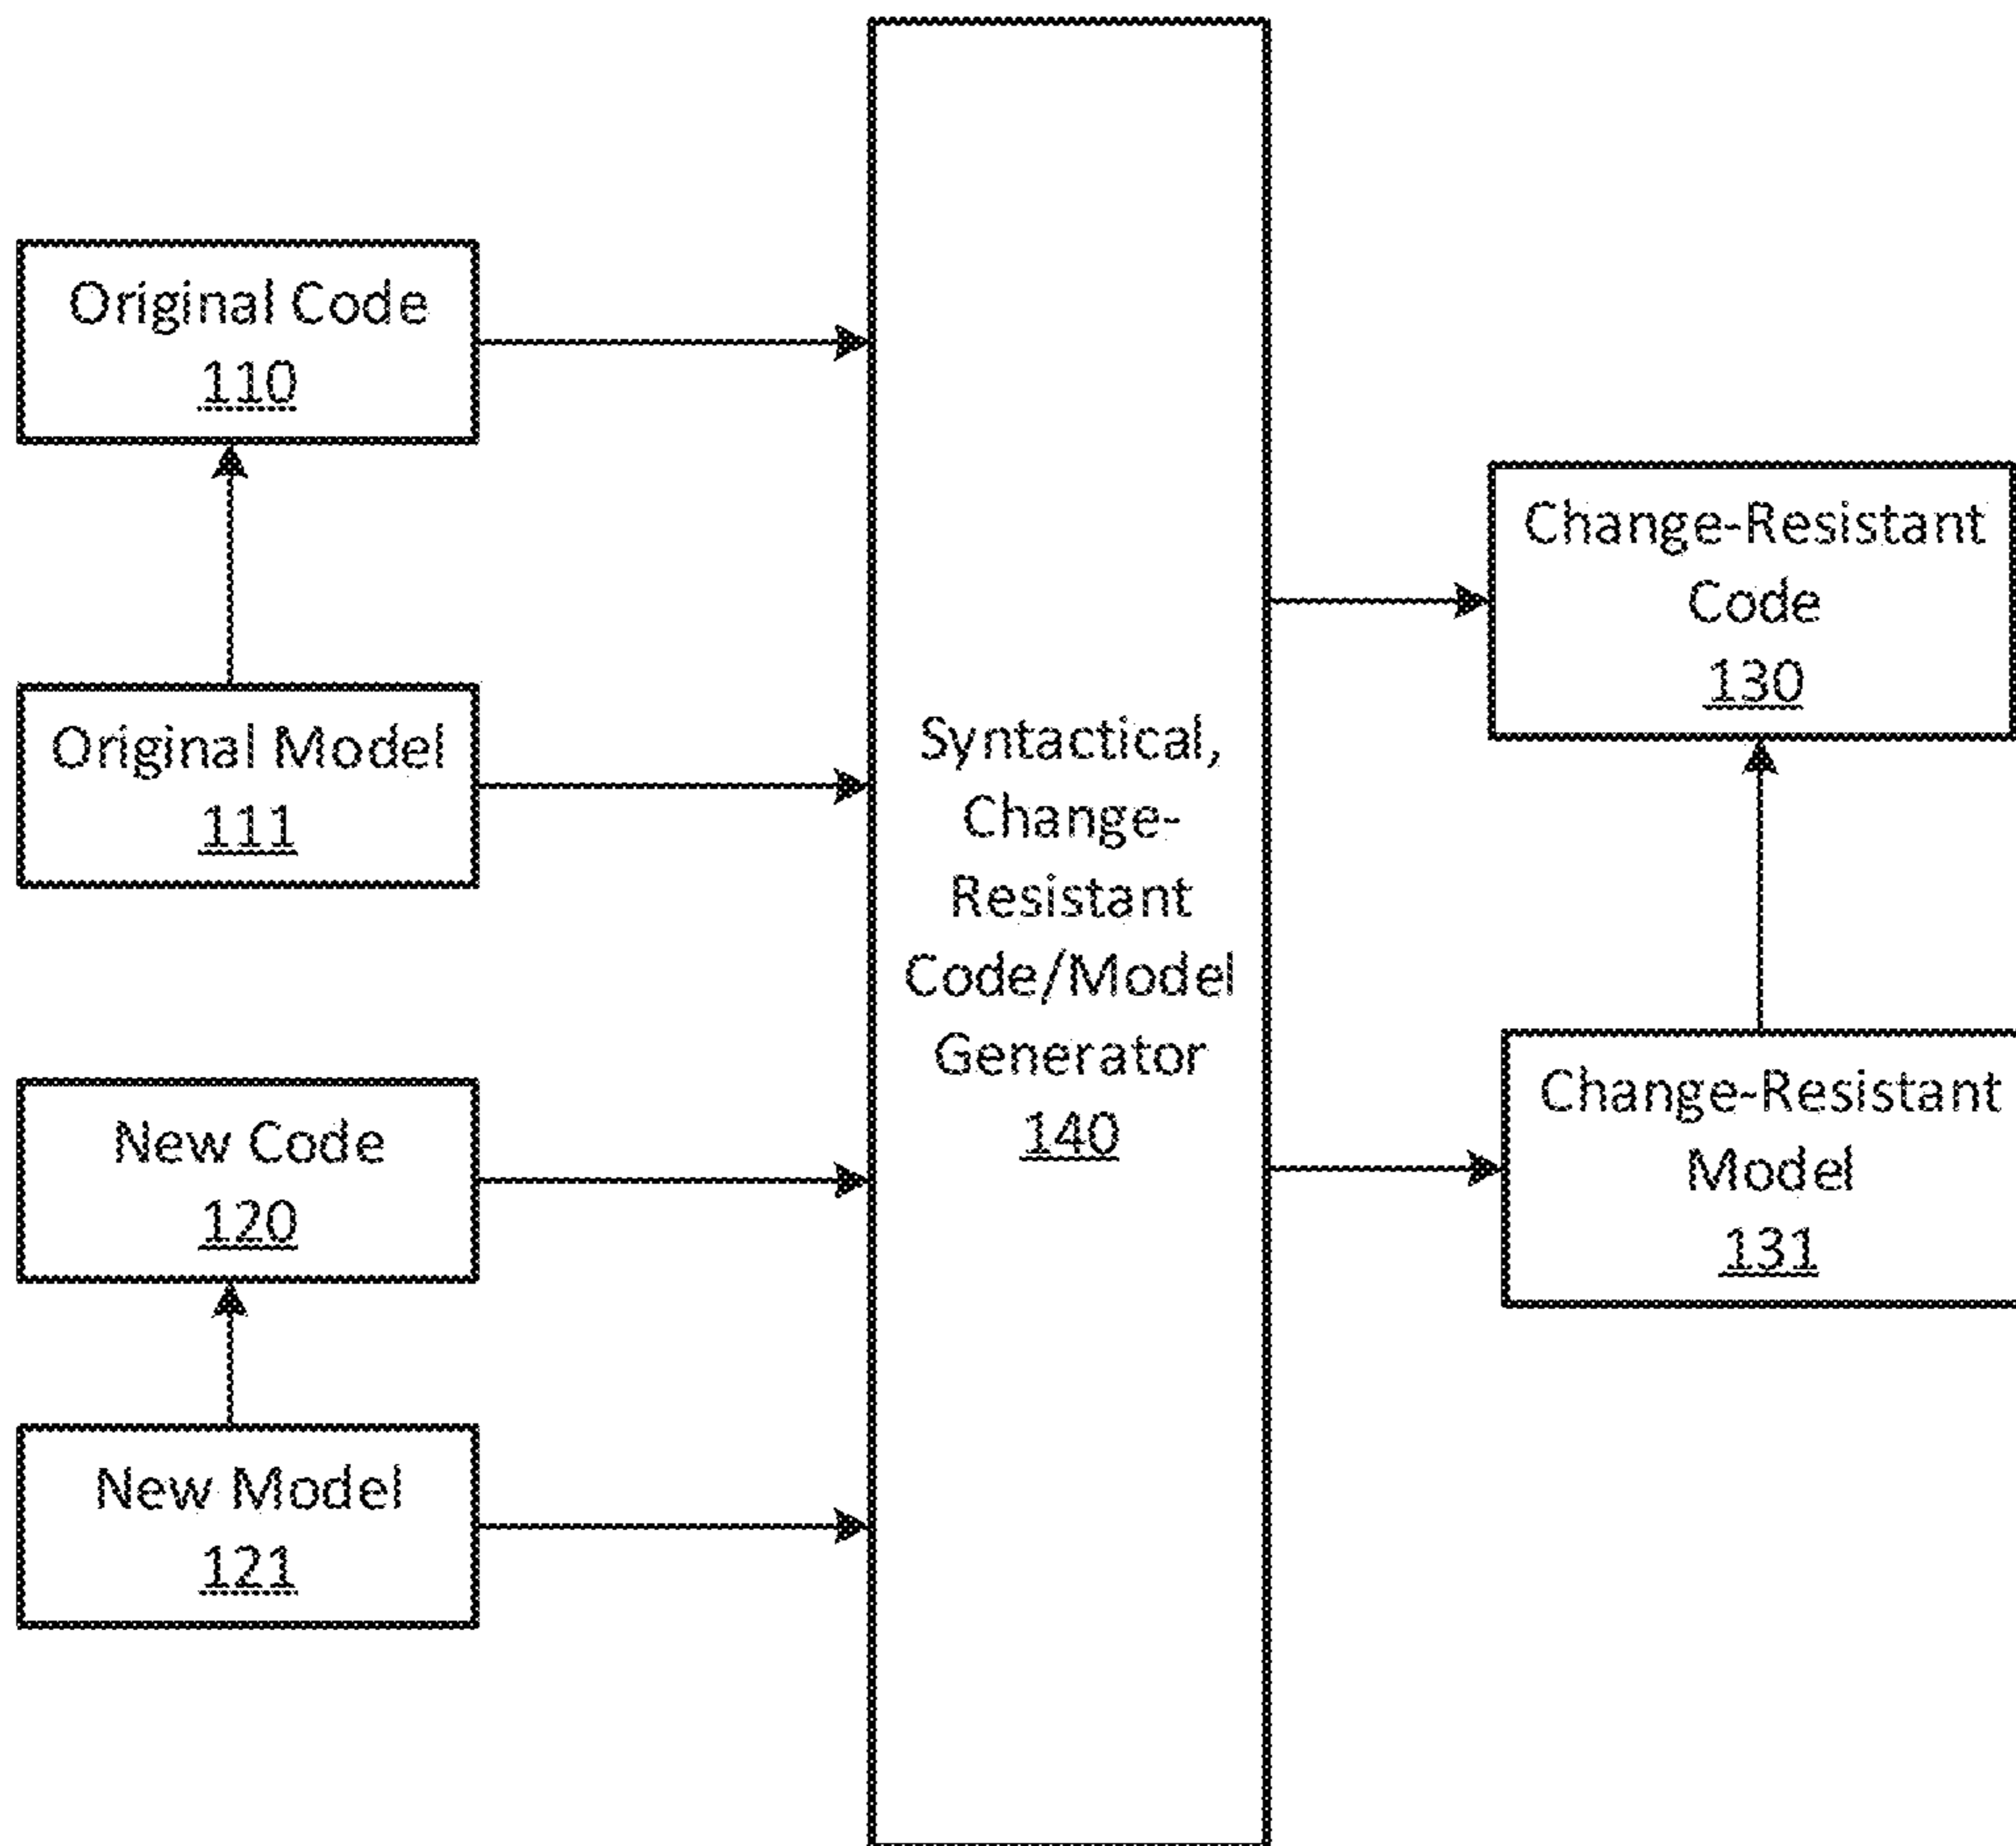 Original Code
110
Original Model
111
New Code
120
New Model
121
Syntactical,
Change-
Resistant
Code/Model
Generator
140
Change-Resistant
Code
130
Change-Resistant
Model
131